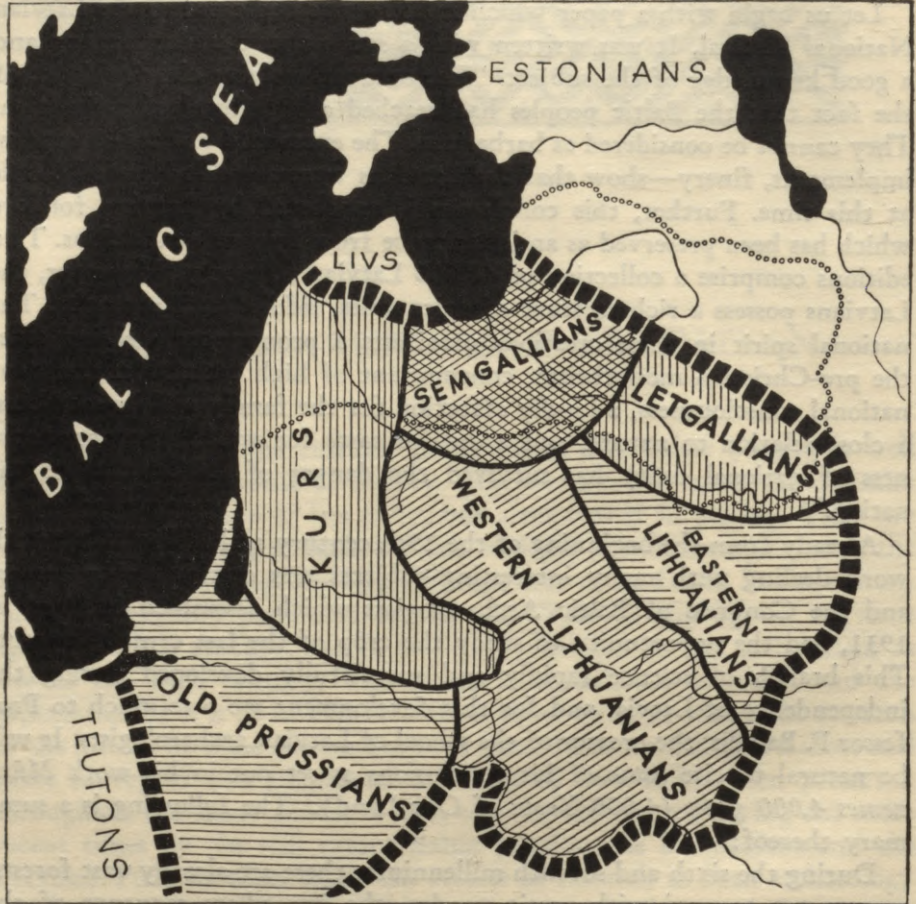 BALTIC SEA
ESTONIANS
LIVS
SEMGALLIANS
LETGALLIANS
KURS
WESTERN LITHUANIANS
EASTERN
LITHUANIANS
OLD PRUSSIANS
TEUTONS